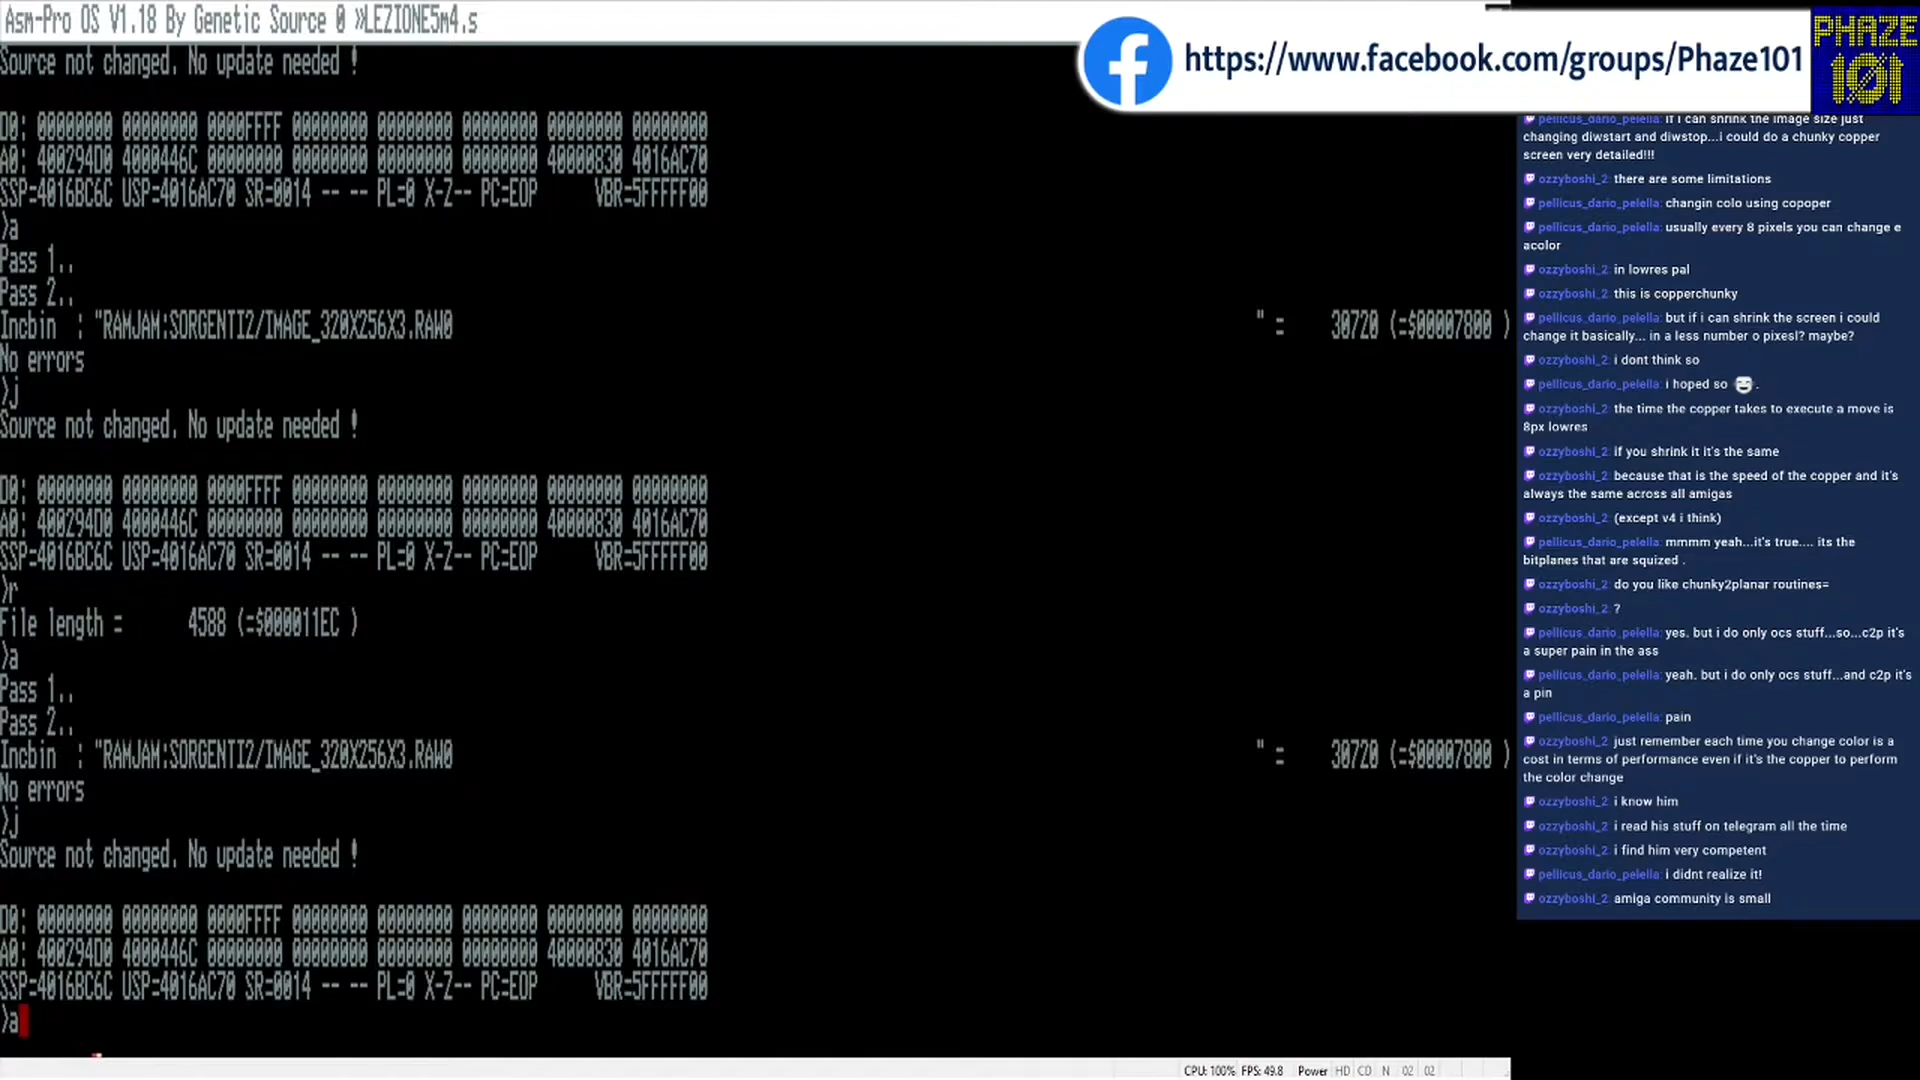 Asm-Pro OS V1.18 By Genetic Source 0 »LEZIONE5m4.s
https://www.facebook.com/groups/Phaze101
PHAZE
101
Source not changed. No update needed !
D0: 00000000 00000000 0000FFFF 00000000 00000000 00000000 00000000 00000000
A0: 400294D0 4000446C 00000000 00000000 00000000 00000000 40000830 4016AC70
SSP=4016BC6C USP=4016AC70 SR=0014 -- -- PL=0 X-Z-- PC=EOP VBR=5FFFFF00
>a
Pass 1..
Pass 2..
Incbin : "RAMJAM:SORGENTI2/IMAGE_320X256X3.RAW0 " = 30720 (=$00007800 )
No errors
>j
Source not changed. No update needed !
D0: 00000000 00000000 0000FFFF 00000000 00000000 00000000 00000000 00000000
A0: 400294D0 4000446C 00000000 00000000 00000000 00000000 40000830 4016AC70
SSP=4016BC6C USP=4016AC70 SR=0014 -- -- PL=0 X-Z-- PC=EOP VBR=5FFFFF00
>r
File length = 4588 (=$000011EC )
>a
Pass 1..
Pass 2..
Incbin : "RAMJAM:SORGENTI2/IMAGE_320X256X3.RAW0 " = 30720 (=$00007800 )
No errors
>j
Source not changed. No update needed !
D0: 00000000 00000000 0000FFFF 00000000 00000000 00000000 00000000 00000000
A0: 400294D0 4000446C 00000000 00000000 00000000 00000000 40000830 4016AC70
SSP=4016BC6C USP=4016AC70 SR=0014 -- -- PL=0 X-Z-- PC=EOP VBR=5FFFFF00
>a
pellicus_dario_pelella: if i can shrink the image size just
changing diwstart and diwstop...i could do a chunky copper
screen very detailed!!!
ozzyboshi_2: there are some limitations
pellicus_dario_pelella: changin colo using copoper
pellicus_dario_pelella: usually every 8 pixels you can change e
acolor
ozzyboshi_2: in lowres pal
ozzyboshi_2: this is copperchunky
pellicus_dario_pelella: but if i can shrink the screen i could
change it basically... in a less number o pixesl? maybe?
ozzyboshi_2: i dont think so
pellicus_dario_pelella: i hoped so .
ozzyboshi_2: the time the copper takes to execute a move is
8px lowres
ozzyboshi_2: if you shrink it it's the same
ozzyboshi_2: because that is the speed of the copper and it's
always the same across all amigas
ozzyboshi_2: (except v4 i think)
pellicus_dario_pelella: mmmm yeah...it's true.... its the
bitplanes that are squized .
ozzyboshi_2: do you like chunky2planar routines=
ozzyboshi_2: ?
pellicus_dario_pelella: yes. but i do only ocs stuff...so...c2p it's
a super pain in the ass
pellicus_dario_pelella: yeah. but i do only ocs stuff...and c2p it's
a pin
pellicus_dario_pelella: pain
ozzyboshi_2: just remember each time you change color is a
cost in terms of performance even if it's the copper to perform
the color change
ozzyboshi_2: i know him
ozzyboshi_2: i read his stuff on telegram all the time
ozzyboshi_2: i find him very competent
pellicus_dario_pelella: i didnt realize it!
ozzyboshi_2: amiga community is small
CPU: 100% FPS: 49.8 Power HD CD N 02 02